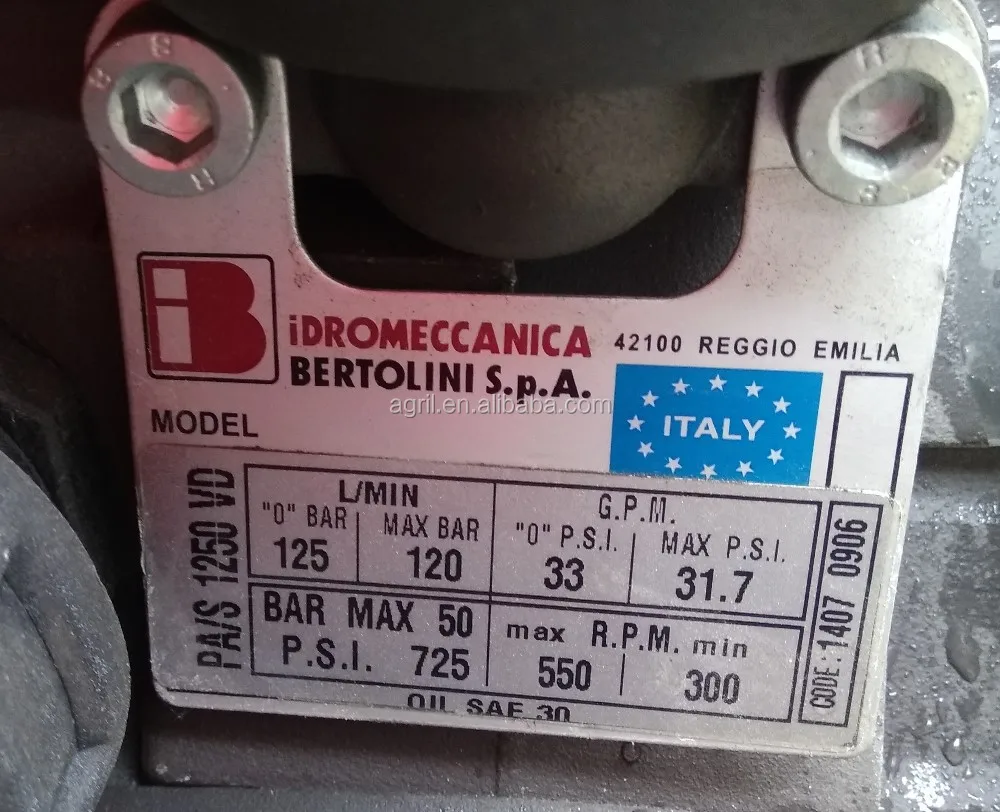 iB
iDROMECCANICA
BERTOLINI S.p.A.
42100 REGGIO EMILIA
agril.en.alibaba.com
ITALY
MODEL
PA/S 1250 VD
L/MIN
"0" BAR MAX BAR
125 120
G.P.M.
"0" P.S.I. MAX P.S.I.
33 31.7
BAR MAX 50
P.S.I. 725
max R.P.M. min
550 300
CODE: 1407 0906
OIL SAE 30